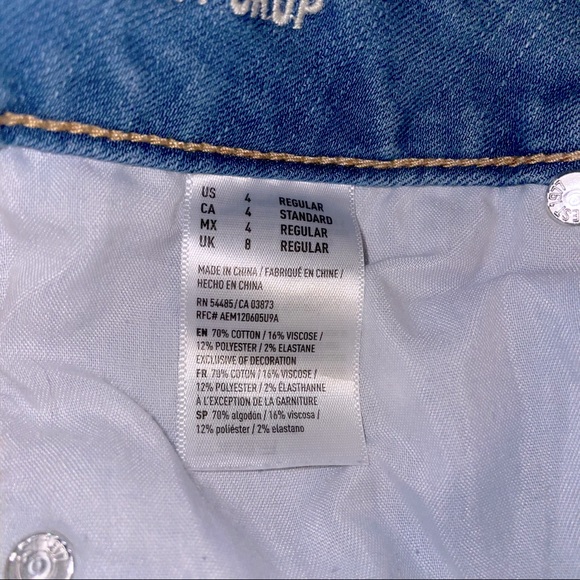 CROP
US 4 REGULAR
CA 4 STANDARD
MX 4 REGULAR
UK 8 REGULAR
MADE IN CHINA / FABRIQUÉ EN CHINE /
HECHO EN CHINA
RN 54485/CA 03873
RFC# AEM120605U9A
EN 70% COTTON / 16% VISCOSE /
12% POLYESTER / 2% ELASTANE
EXCLUSIVE OF DECORATION
FR 70% COTON / 16% VISCOSE /
12% POLYESTER / 2% ÉLASTHANNE
À L'EXCEPTION DE LA GARNITURE
SP 70% algodón / 16% viscosa /
12% poliéster / 2% elastano